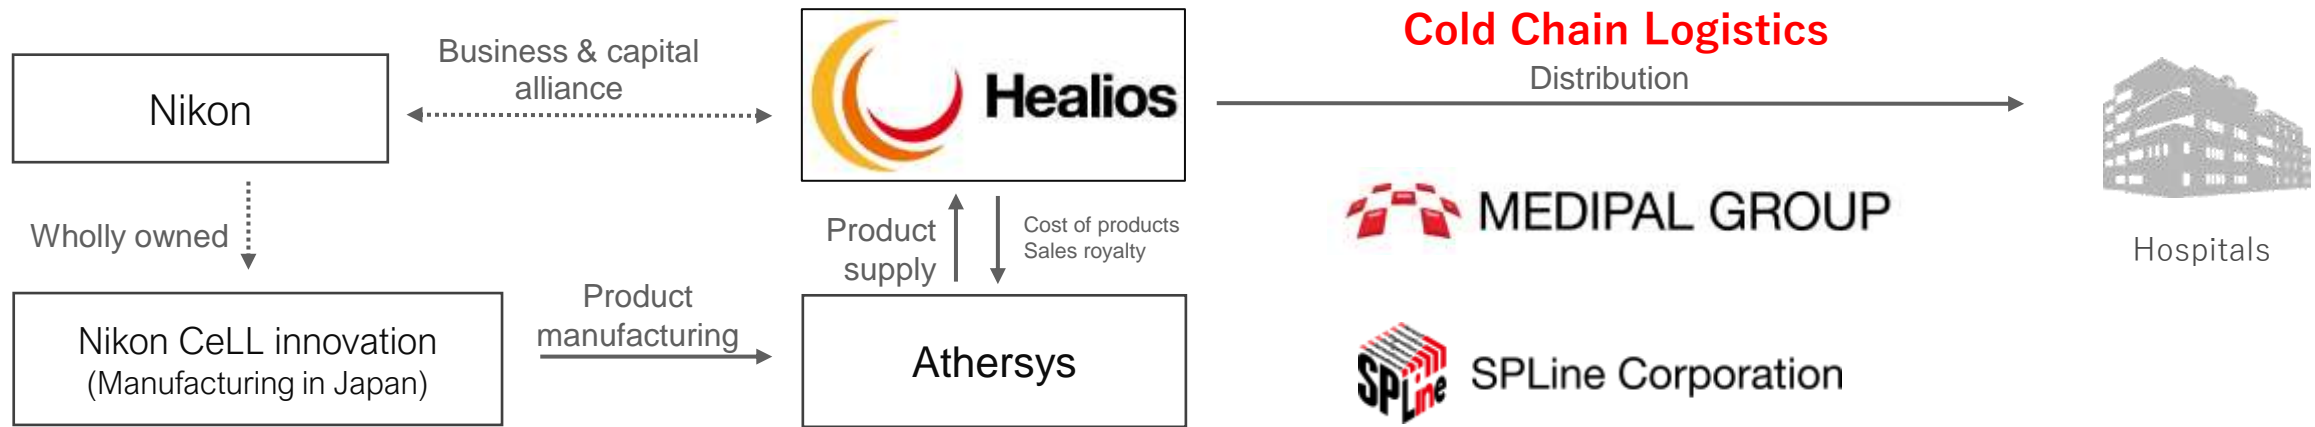 Cold Chain Logistics
Distribution
Business & capital
alliance
Nikon
Healios
Wholly owned
Product
supply
Cost of products
Sales royalty
MEDIPAL GROUP
Hospitals
Nikon CeLL innovation
(Manufacturing in Japan)
Product
manufacturing
Athersys
SPLine
SPLine Corporation